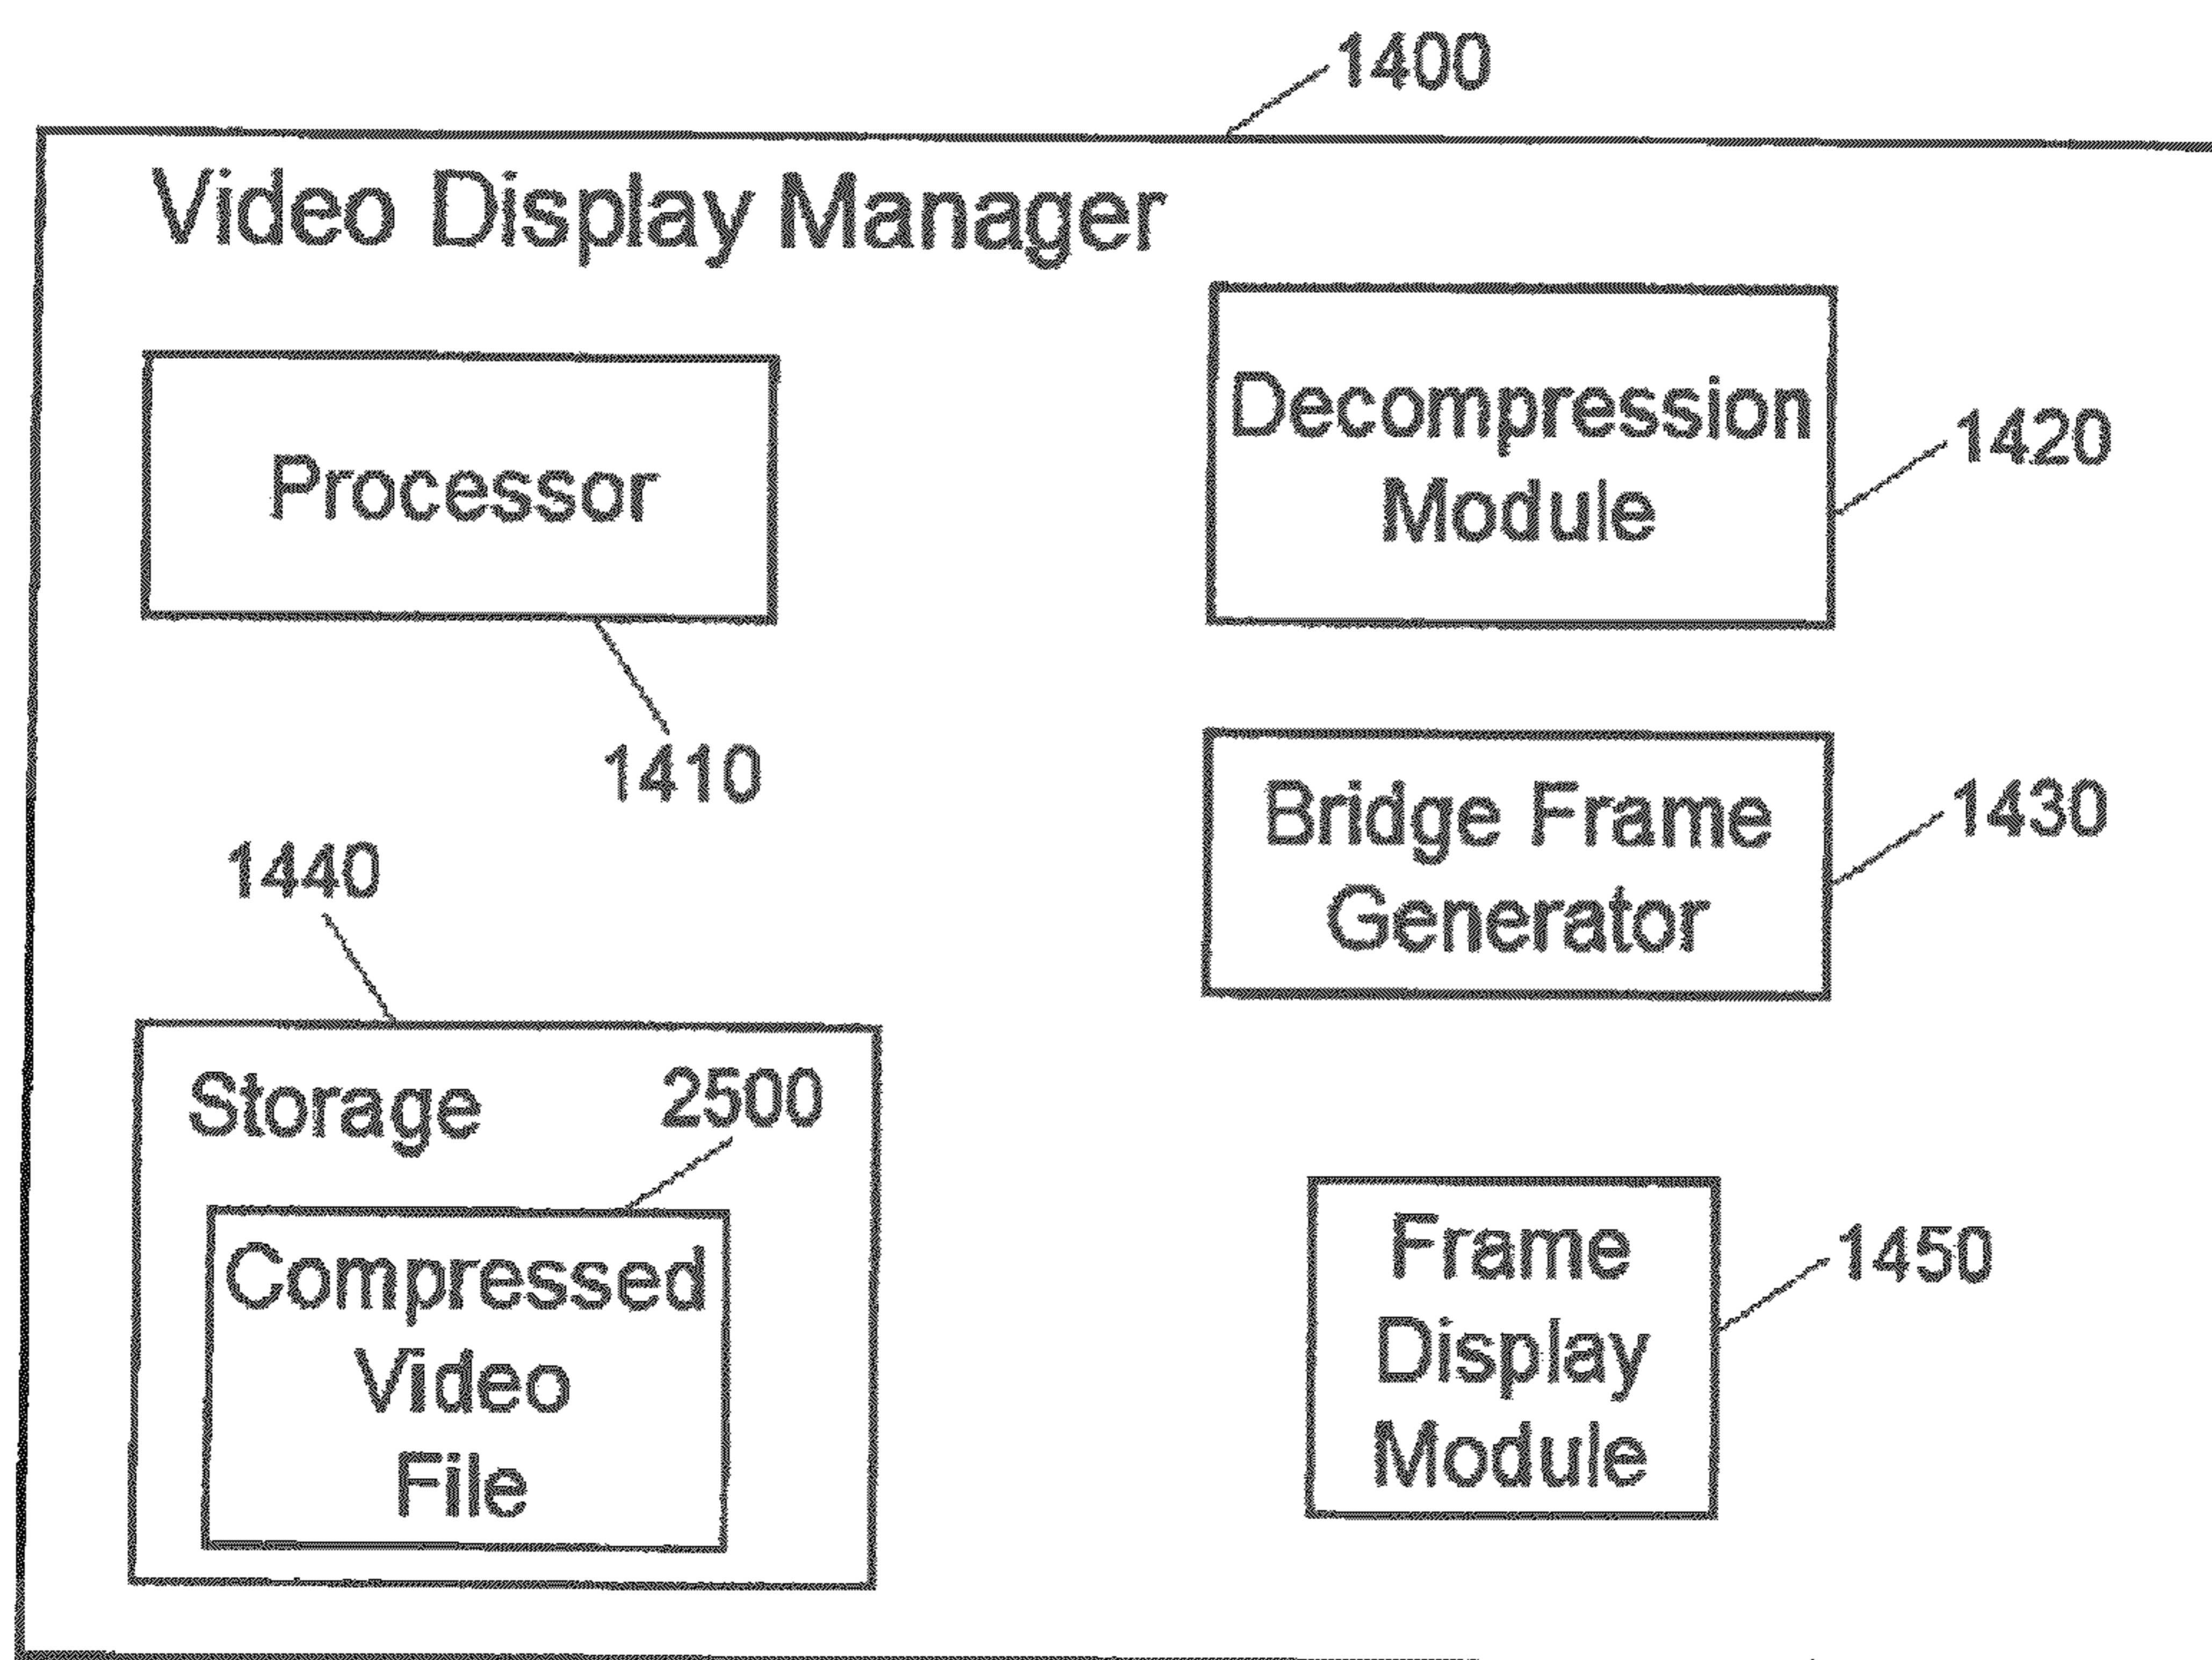 1400
Video Display Manager
Processor
1410
Decompression
Module
1420
Bridge Frame
Generator
1430
1440
Storage
2500
Compressed
Video
File
Frame
Display
Module
1450